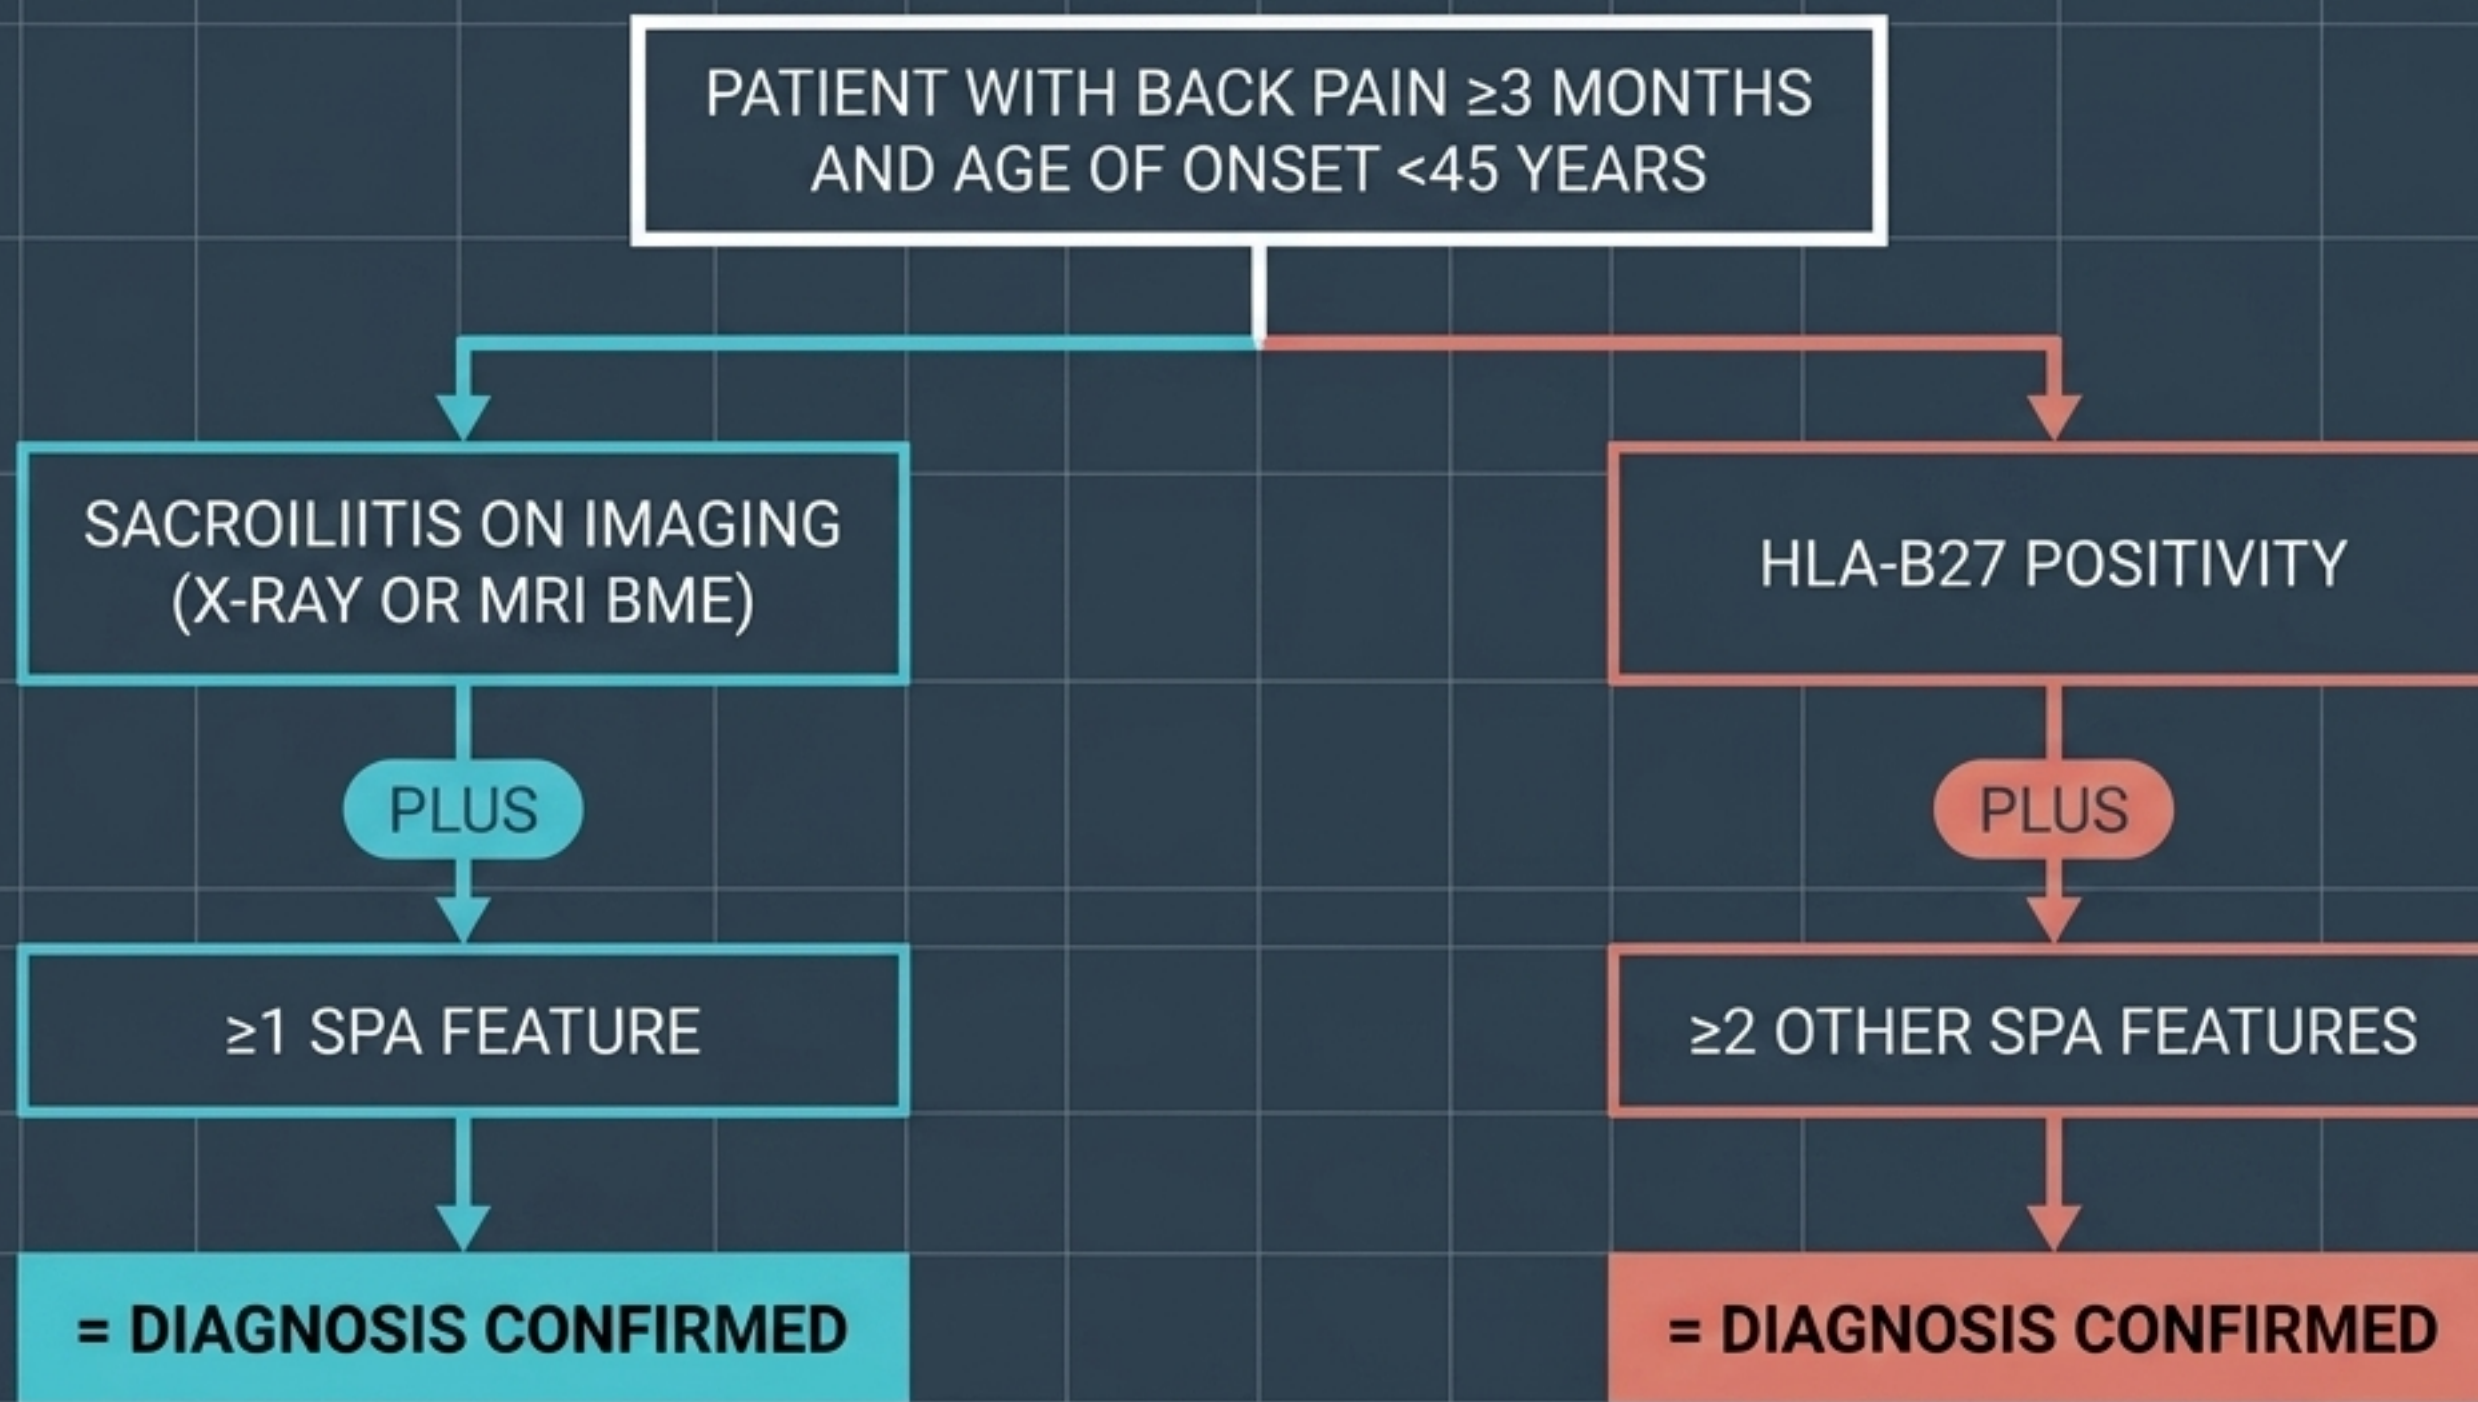 PATIENT WITH BACK PAIN ≥3 MONTHS
AND AGE OF ONSET <45 YEARS
SACROILIITIS ON IMAGING
(X-RAY OR MRI BME)
HLA-B27 POSITIVITY
PLUS
PLUS
≥1 SPA FEATURE
≥2 OTHER SPA FEATURES
= DIAGNOSIS CONFIRMED
= DIAGNOSIS CONFIRMED